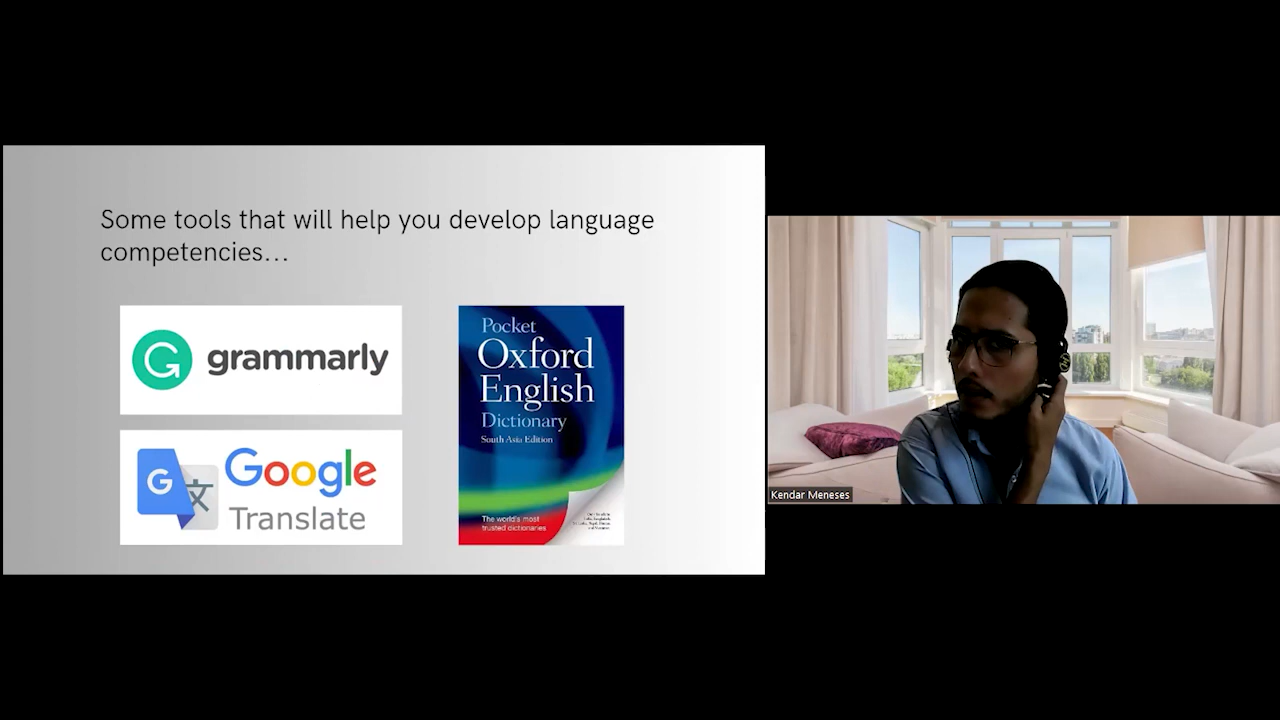 Some tools that will help you develop language
competencies...
grammarly
G
Google
Translate
Pocket
Oxford
English
Dictionary
South Asia Edition
The world's most
trusted dictionaries
Kendar Meneses